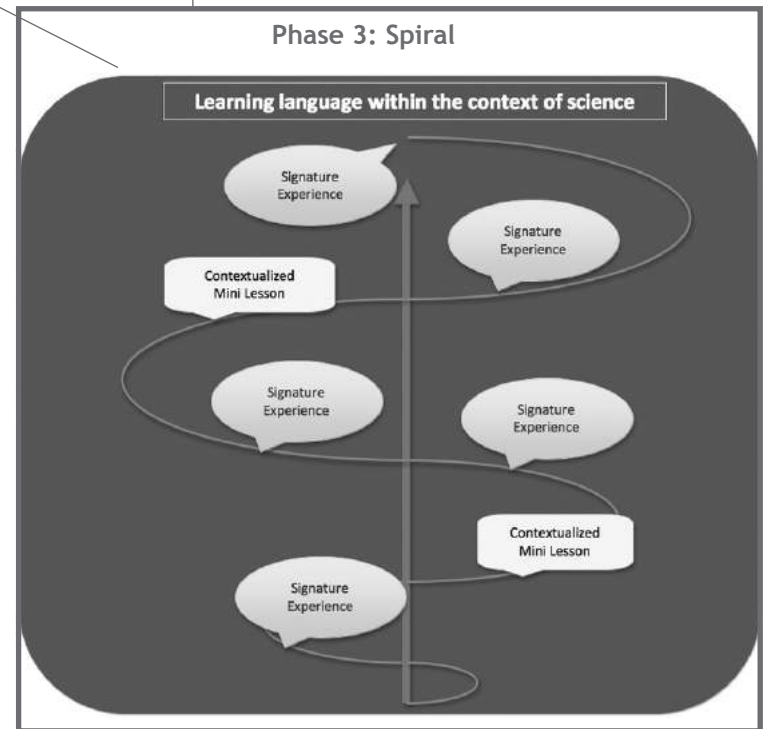 Phase 3: Spiral
Learning language within the context of science
Signature
Experience
Signature
Experience
Contextualized
Mini Lesson
Signature
Experience
Signature
Experience
Contextualized
Mini Lesson
Signature
Experience